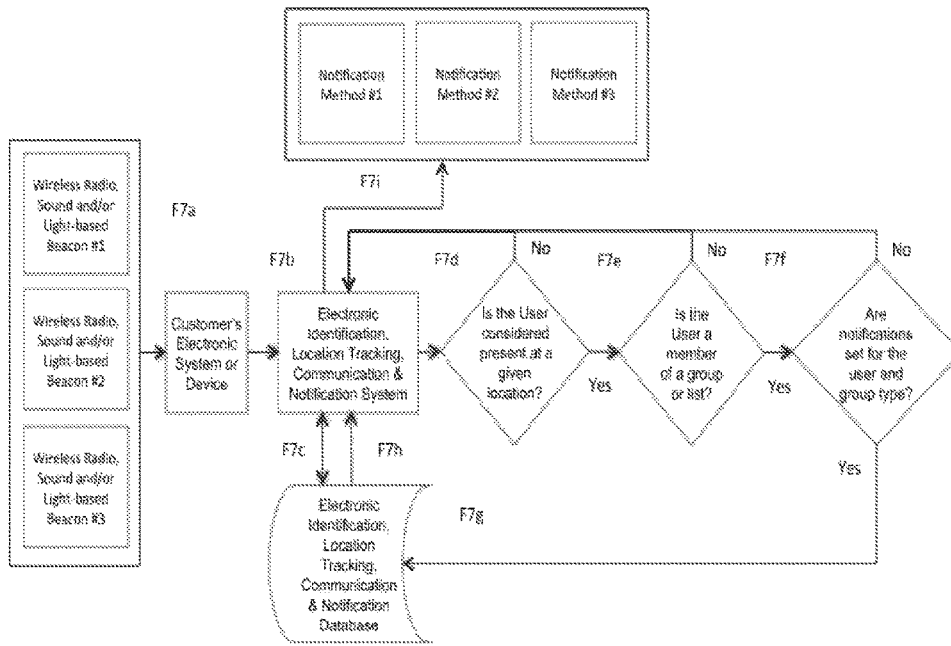 Notification
Method #1
Notification
Method #2
Notification
Method #3
F7i
Wireless Radio,
Sound and/or
Light-based
Beacon #1
F7a
Wireless Radio,
Sound and/or
Light-based
Beacon #2
Wireless Radio,
Sound and/or
Light-based
Beacon #3
Customer's
Electronic
System or
Device
F7b
Electronic
Identification,
Location Tracking,
Communication &
Notification System
F7d
No
Is the User
considered
present at a
given
location?
Yes
F7e
No
Is the
User a
member
of a group
or list?
Yes
F7f
No
Are
notifications
set for the
user and
group type?
Yes
F7c
F7h
F7g
Electronic
Identification,
Location
Tracking,
Communication
& Notification
Database